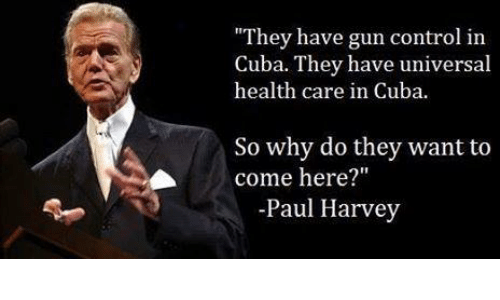 "They have gun control in
Cuba. They have universal
health care in Cuba.
So why do they want to
come here?"
-Paul Harvey